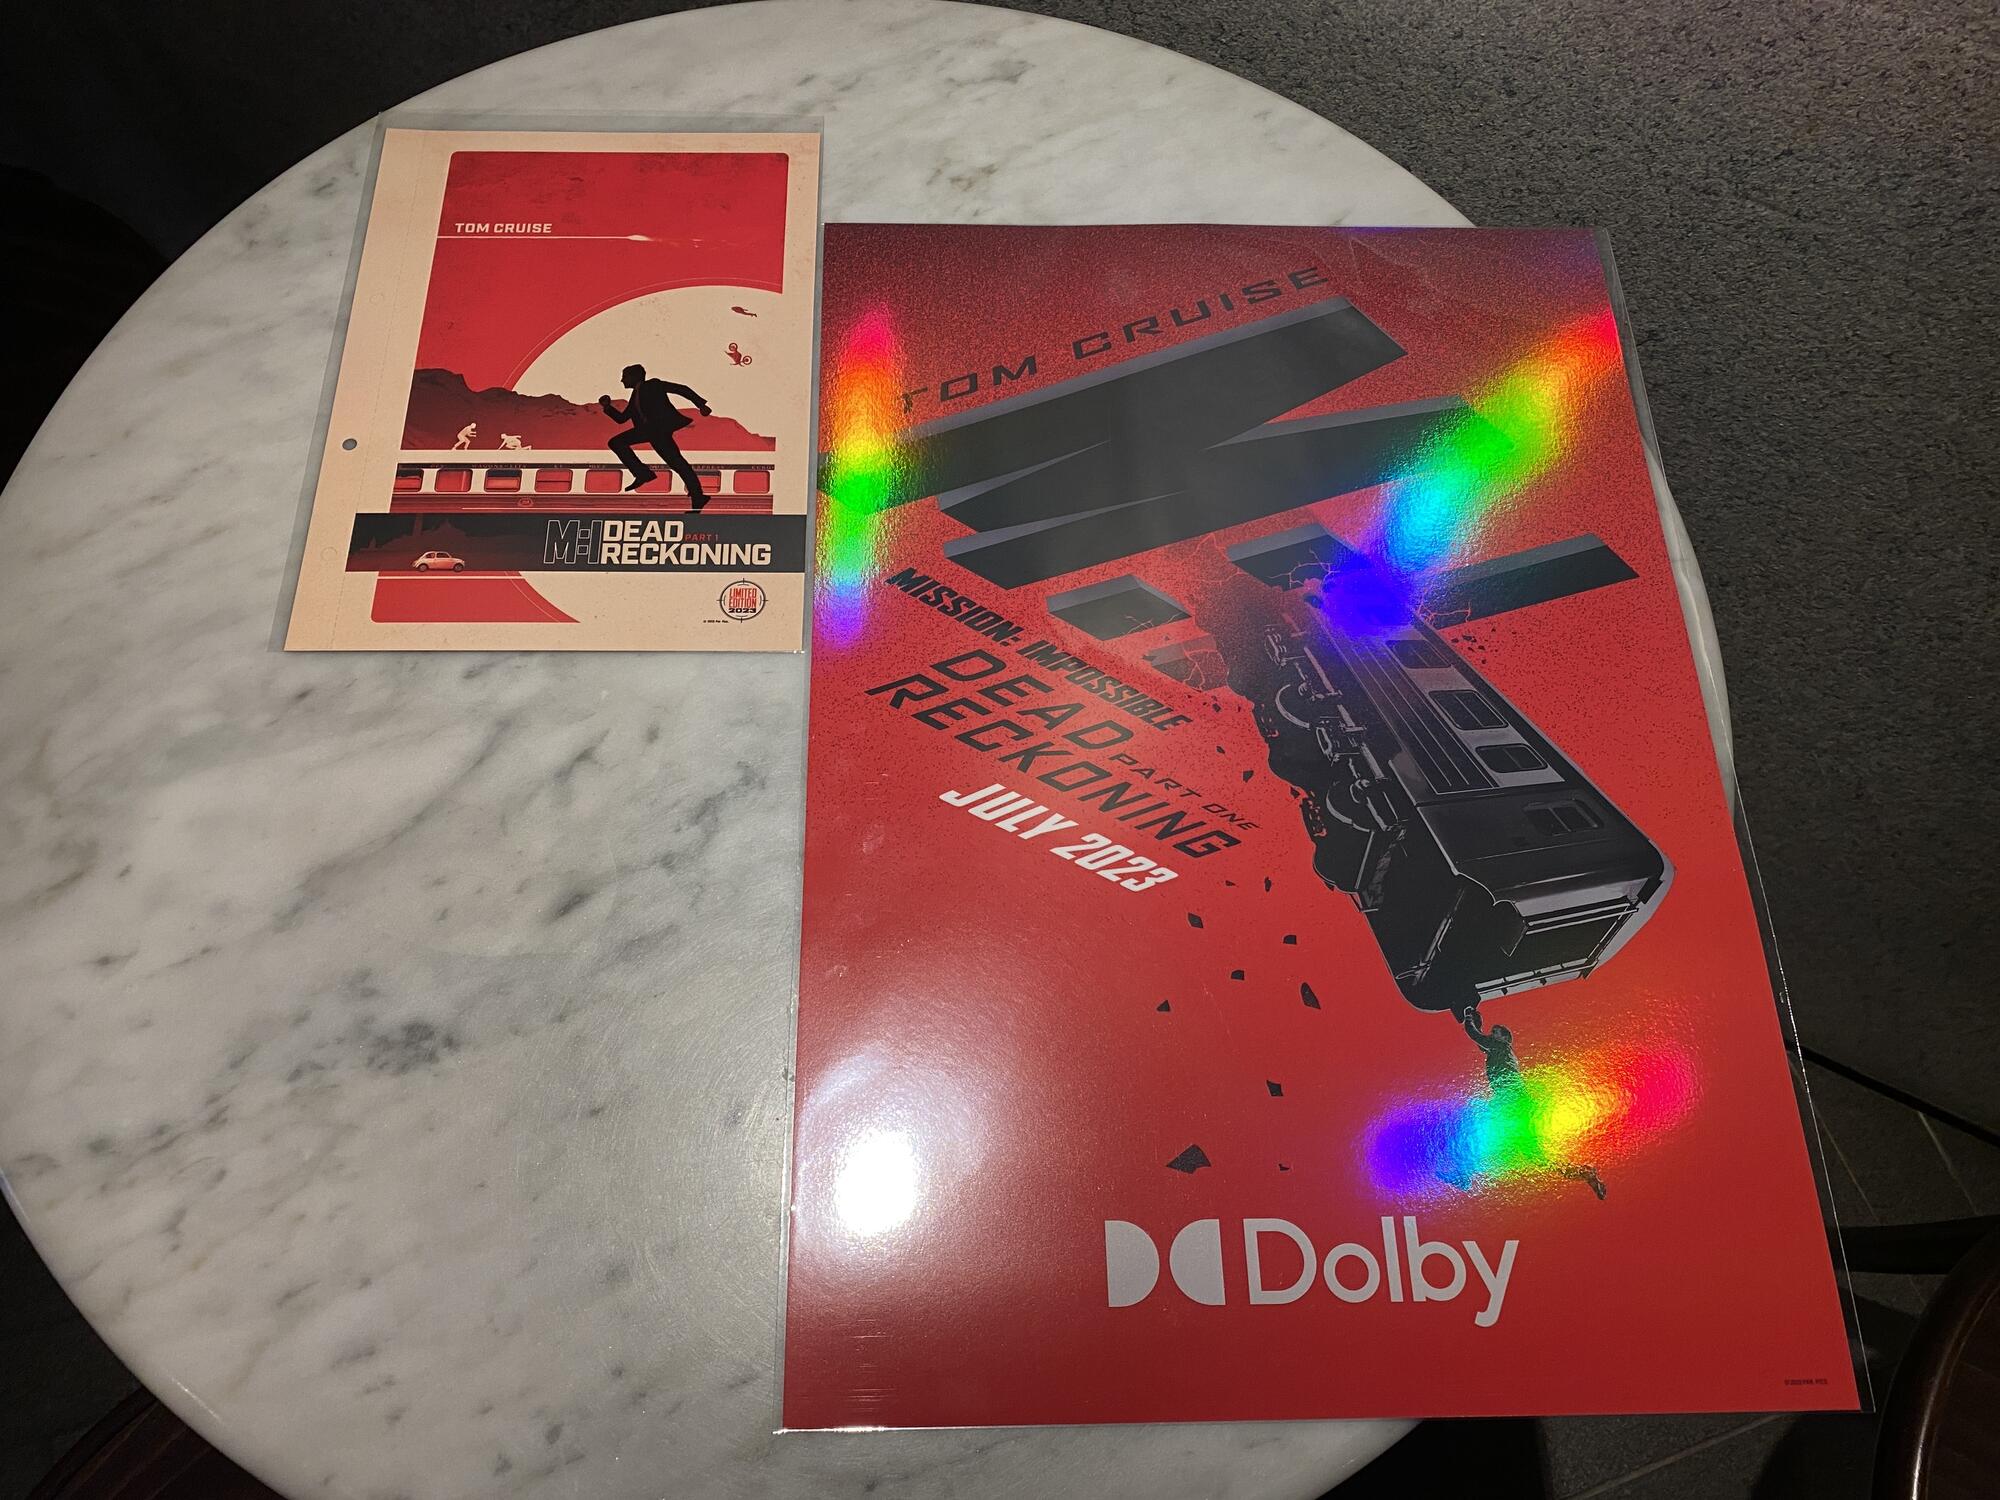 TOM CRUISE
M:I DEAD PART 1
RECKONING
LIMITED
EDITION
2023
TOM CRUISE
MISSION: IMPOSSIBLE
DEAD PART ONE
RECKONING
JULY 2023
Dolby